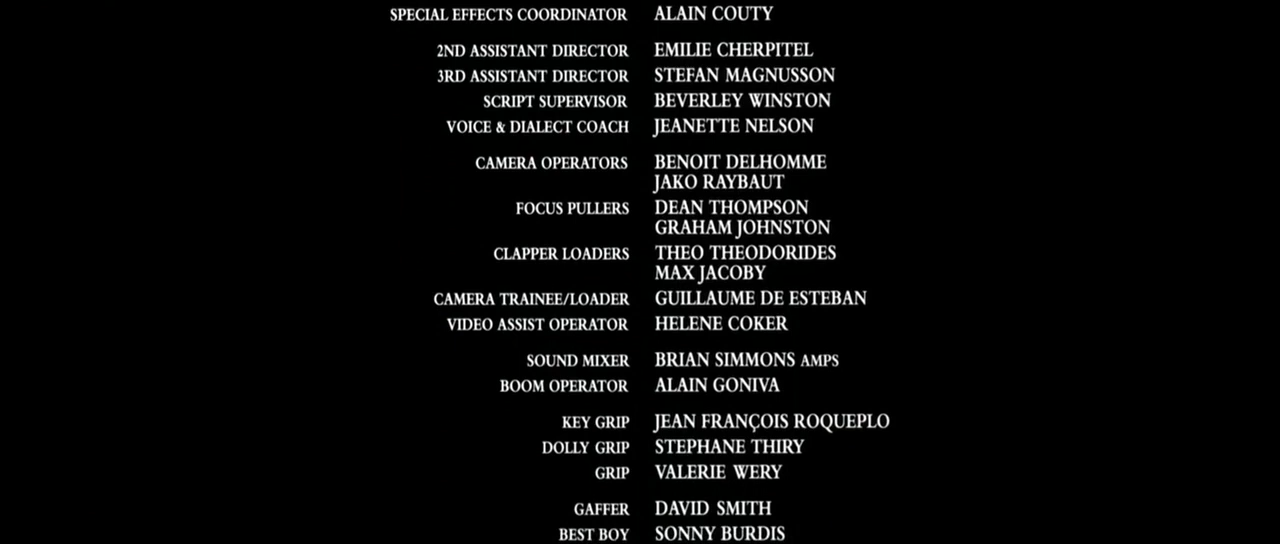 SPECIAL EFFECTS COORDINATOR ALAIN COUTY
2ND ASSISTANT DIRECTOR EMILIE CHERPITEL
3RD ASSISTANT DIRECTOR STEFAN MAGNUSSON
SCRIPT SUPERVISOR BEVERLEY WINSTON
VOICE & DIALECT COACH JEANETTE NELSON
CAMERA OPERATORS BENOIT DELHOMME
JAKO RAYBAUT
FOCUS PULLERS DEAN THOMPSON
GRAHAM JOHNSTON
CLAPPER LOADERS THEO THEODORIDES
MAX JACOBY
CAMERA TRAINEE/LOADER GUILLAUME DE ESTEBAN
VIDEO ASSIST OPERATOR HELENE COKER
SOUND MIXER BRIAN SIMMONS AMPS
BOOM OPERATOR ALAIN GONIVA
KEY GRIP JEAN FRANÇOIS ROQUEPLO
DOLLY GRIP STEPHANE THIRY
GRIP VALERIE WERY
GAFFER DAVID SMITH
BEST BOY SONNY BURDIS